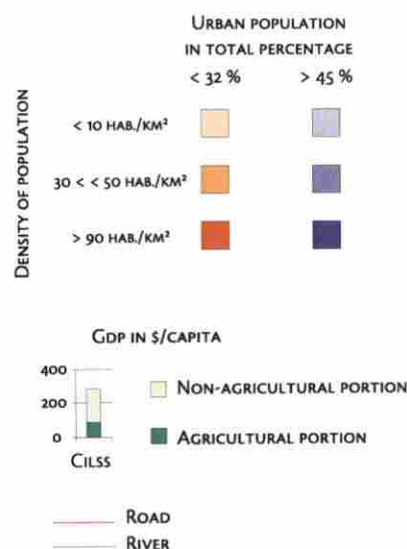 URBAN POPULATION
IN TOTAL PERCENTAGE
< 32 % > 45 %
DENSITY OF POPULATION
< 10 HAB./KM²
30 < < 50 HAB./KM²
> 90 HAB./KM²
GDP IN $/CAPITA
400
200
0
NON-AGRICULTURAL PORTION
AGRICULTURAL PORTION
CILSS
ROAD
RIVER